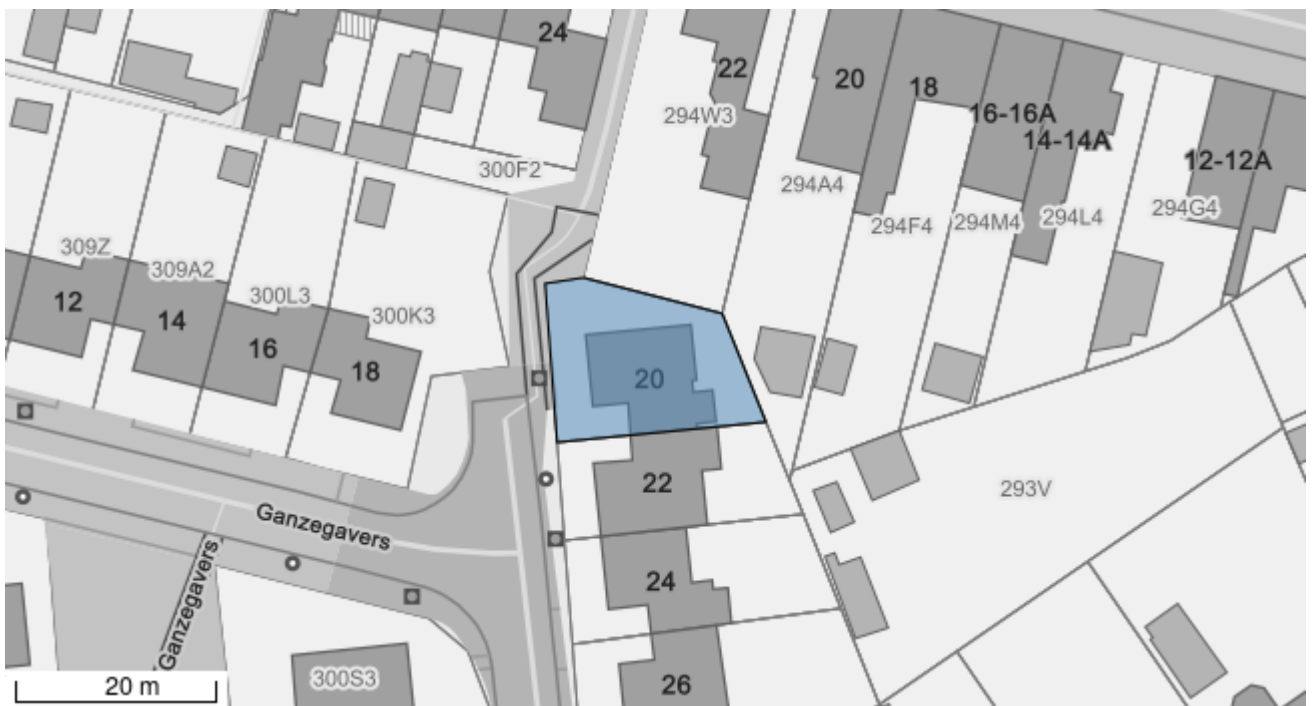 24
22
20
18
294W3
16-16A
14-14A
12-12A
300F2
294A4
294F4
294M4
294L4
294G4
309Z
309A2
300L3
300K3
12
14
16
18
20
22
293V
Ganzegavers
24
Ganzegavers
300S3
26
20 m